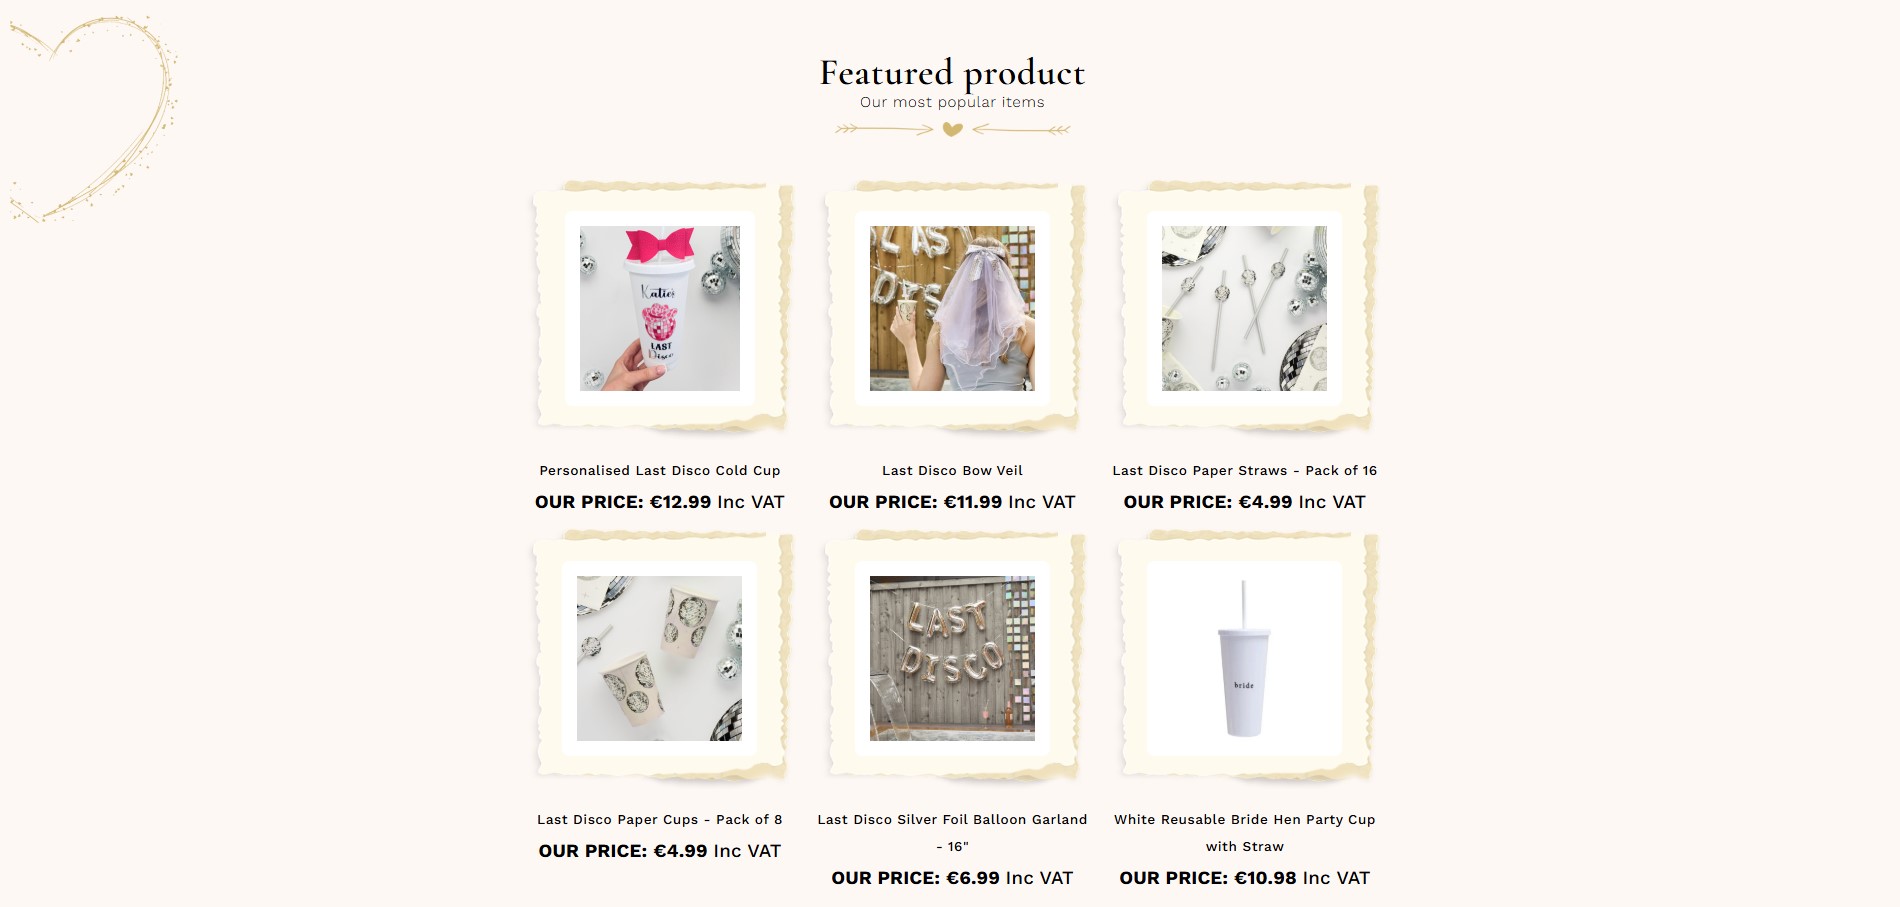 Featured product
Our most popular items
Katie's
LAST
Disco
LAS
DIS
Personalised Last Disco Cold Cup
Last Disco Bow Veil
Last Disco Paper Straws - Pack of 16
OUR PRICE: €12.99 Inc VAT
OUR PRICE: €11.99 Inc VAT
OUR PRICE: €4.99 Inc VAT
LAST
DISCO
bride
Last Disco Paper Cups - Pack of 8
Last Disco Silver Foil Balloon Garland
- 16"
White Reusable Bride Hen Party Cup
with Straw
OUR PRICE: €4.99 Inc VAT
OUR PRICE: €6.99 Inc VAT
OUR PRICE: €10.98 Inc VAT